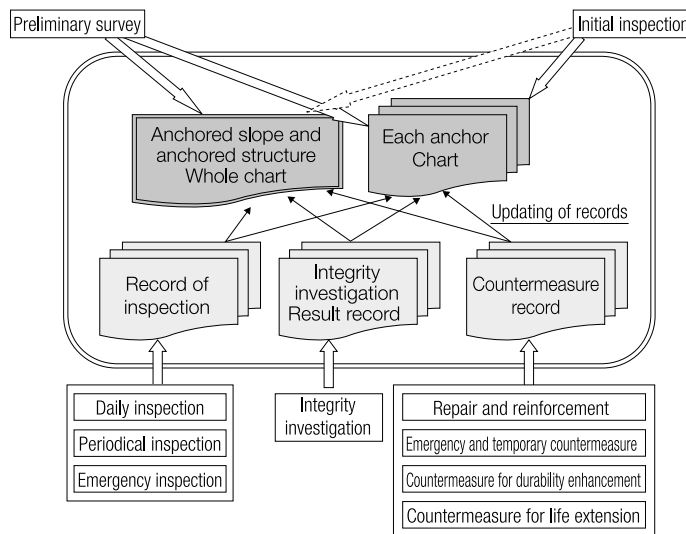 Preliminary survey
Initial inspection
Anchored slope and
anchored structure
Whole chart
Each anchor
Chart
Updating of records
Record of
inspection
Integrity
investigation
Result record
Countermeasure
record
Daily inspection
Periodical inspection
Emergency inspection
Integrity
investigation
Repair and reinforcement
Emergency and temporary countermeasure
Countermeasure for durability enhancement
Countermeasure for life extension